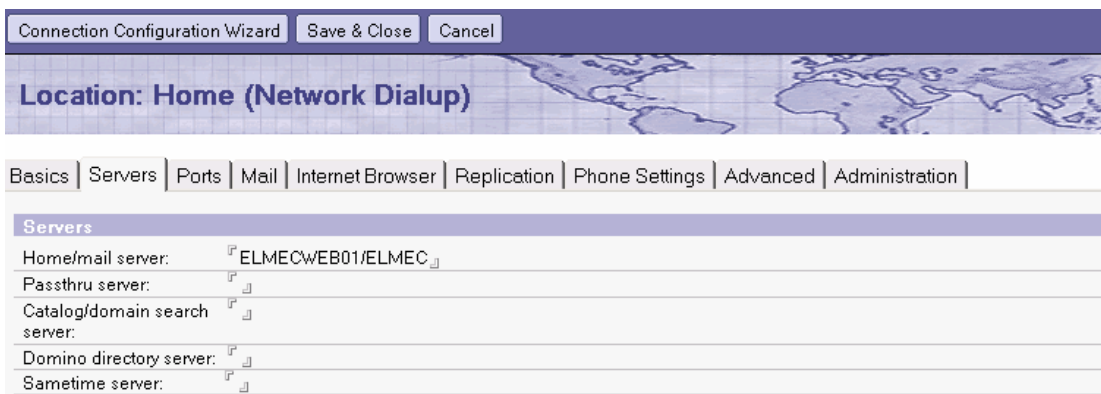 Connection Configuration Wizard Save & Close Cancel
Location: Home (Network Dialup)
Basics Servers Ports Mail Internet Browser Replication Phone Settings Advanced Administration
Servers
Home/mail server: ELMECWEB01/ELMEC
Passthru server:
Catalog/domain search
server:
Domino directory server:
Sametime server: